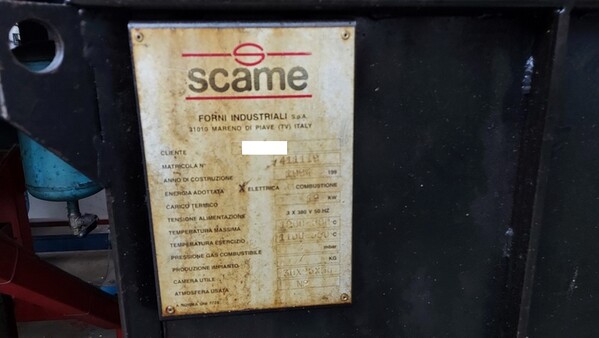 scame
FORNI INDUSTRIALI S.p.A.
31010 MARENO DI PIAVE (TV) ITALY
CLIENTE
MATRICOLA N°
ANNO DI COSTRUZIONE 199
ENERGIA ADOTTATA X ELETTRICA COMBUSTIONE
CARICO TERMICO KW
TENSIONE ALIMENTAZIONE 3 X 380 V 50 HZ
TEMPERATURA MASSIMA C
TEMPERATURA ESERCIZIO C
PRESSIONE GAS COMBUSTIBILE mbar
PRODUZIONE IMPIANTO KG
CAMERA UTILE
ATMOSFERA USATA